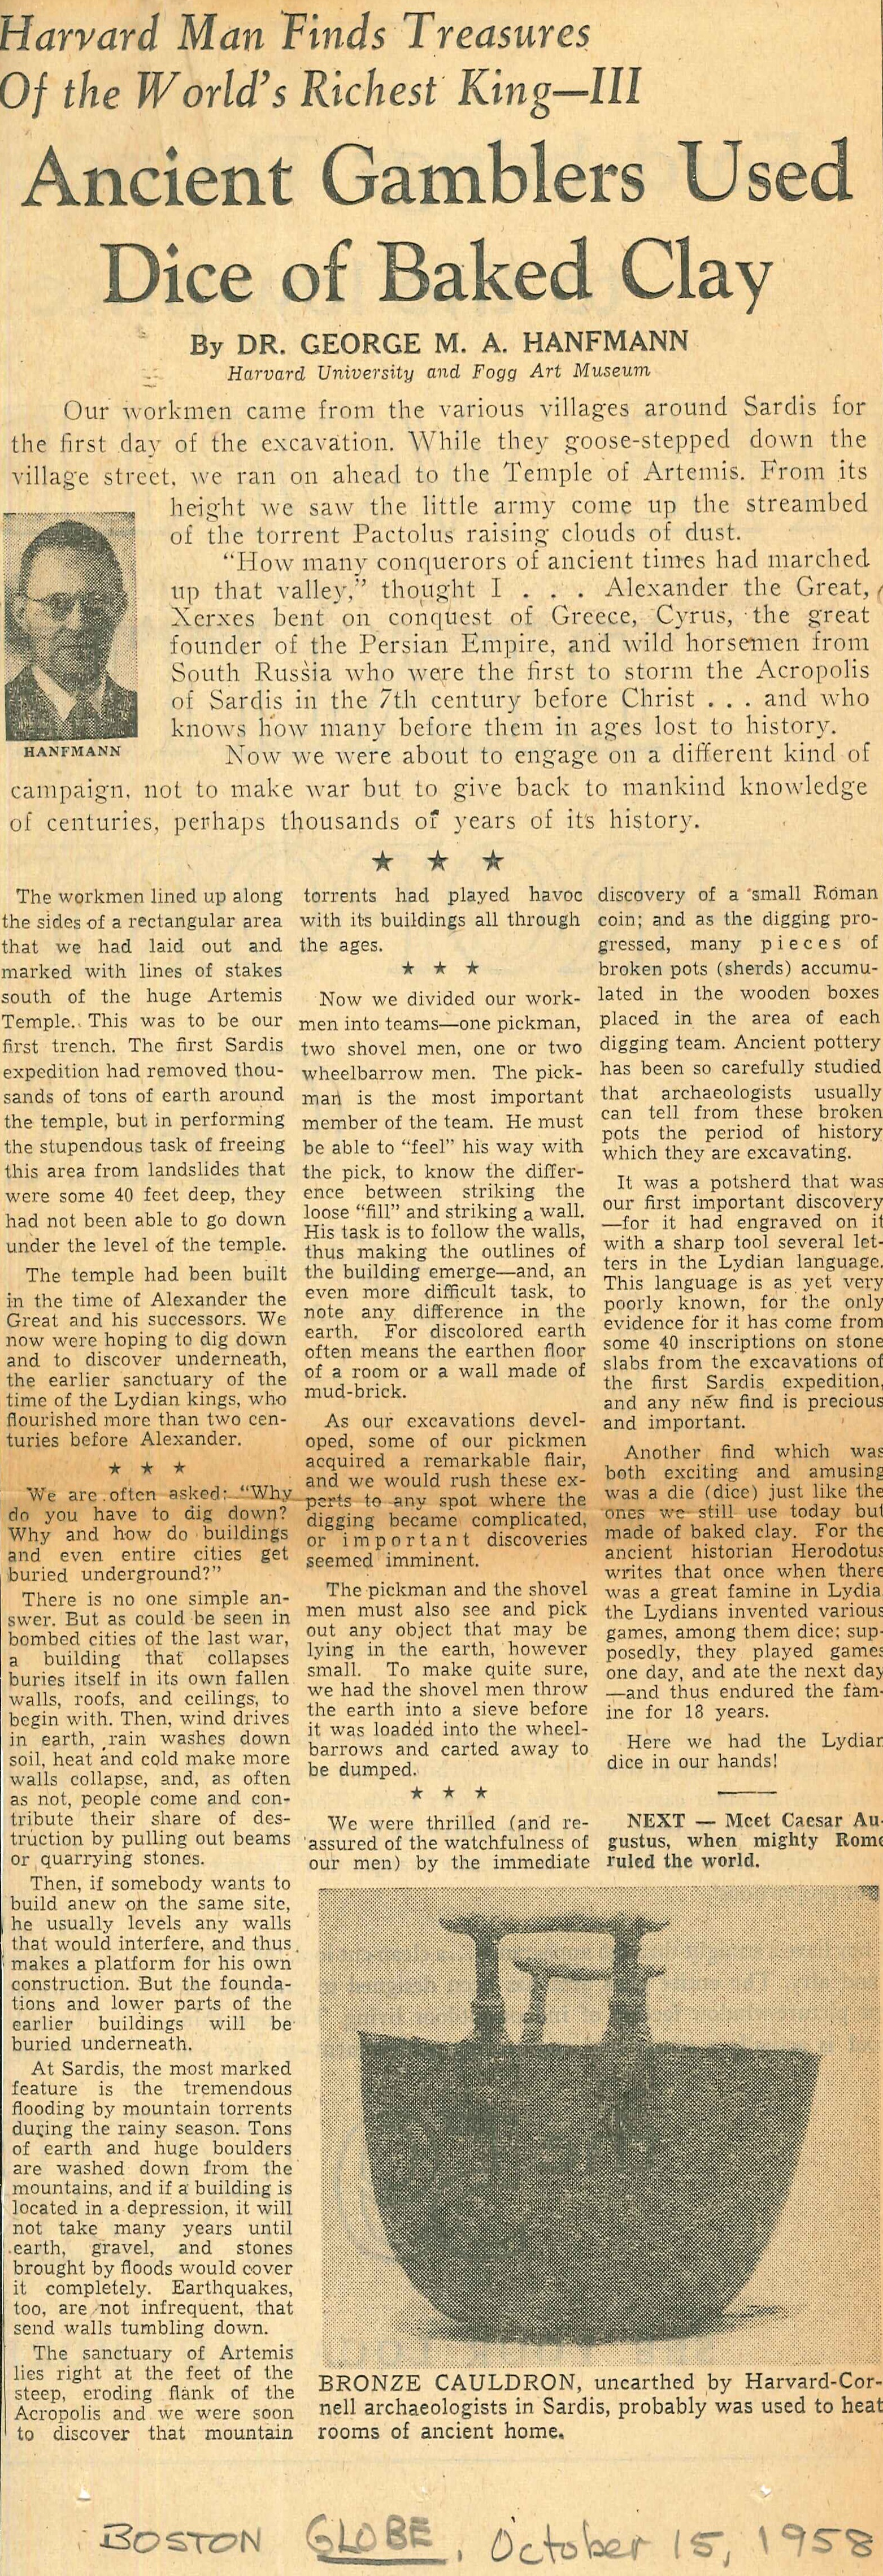 Harvard Man Finds Treasures
Of the World's Richest King—III
Ancient Gamblers Used
Dice of Baked Clay
By DR. GEORGE M. A. HANFMANN
Harvard University and Fogg Art Museum
Our workmen came from the various villages around Sardis for
the first day of the excavation. While they goose-stepped down the
village street, we ran on ahead to the Temple of Artemis. From its
height we saw the little army come up the streambed
of the torrent Pactolus raising clouds of dust.
"How many conquerors of ancient times had marched
up that valley," thought I . . . Alexander the Great,
Xerxes bent on conquest of Greece, Cyrus, the great
founder of the Persian Empire, and wild horsemen from
South Russia who were the first to storm the Acropolis
of Sardis in the 7th century before Christ . . . and who
knows how many before them in ages lost to history.
HANFMANN
Now we were about to engage on a different kind of
campaign, not to make war but to give back to mankind knowledge
of centuries, perhaps thousands of years of its history.
★ ★ ★
The workmen lined up along
the sides of a rectangular area
that we had laid out and
marked with lines of stakes
south of the huge Artemis
Temple. This was to be our
first trench. The first Sardis
expedition had removed thou-
sands of tons of earth around
the temple, but in performing
the stupendous task of freeing
this area from landslides that
were some 40 feet deep, they
had not been able to go down
under the level of the temple.
The temple had been built
in the time of Alexander the
Great and his successors. We
now were hoping to dig down
and to discover underneath,
the earlier sanctuary of the
time of the Lydian kings, who
flourished more than two cen-
turies before Alexander.
★ ★ ★
We are often asked: "Why
do you have to dig down?
Why and how do buildings
and even entire cities get
buried underground?"
There is no one simple an-
swer. But as could be seen in
bombed cities of the last war,
a building that collapses
buries itself in its own fallen
walls, roofs, and ceilings, to
begin with. Then, wind drives
in earth, rain washes down
soil, heat and cold make more
walls collapse, and, as often
as not, people come and con-
tribute their share of des-
truction by pulling out beams
or quarrying stones.
Then, if somebody wants to
build anew on the same site,
he usually levels any walls
that would interfere, and thus
makes a platform for his own
construction. But the founda-
tions and lower parts of the
earlier buildings will be
buried underneath.
At Sardis, the most marked
feature is the tremendous
flooding by mountain torrents
during the rainy season. Tons
of earth and huge boulders
are washed down from the
mountains, and if a building is
located in a depression, it will
not take many years until
earth, gravel, and stones
brought by floods would cover
it completely. Earthquakes,
too, are not infrequent, that
send walls tumbling down.
The sanctuary of Artemis
lies right at the feet of the
steep, eroding flank of the
Acropolis and we were soon
to discover that mountain
torrents had played havoc
with its buildings all through
the ages.
★ ★ ★
Now we divided our work-
men into teams—one pickman,
two shovel men, one or two
wheelbarrow men. The pick-
man is the most important
member of the team. He must
be able to "feel" his way with
the pick, to know the differ-
ence between striking the
loose "fill" and striking a wall.
His task is to follow the walls,
thus making the outlines of
the building emerge—and, an
even more difficult task, to
note any difference in the
earth. For discolored earth
often means the earthen floor
of a room or a wall made of
mud-brick.
As our excavations devel-
oped, some of our pickmen
acquired a remarkable flair,
and we would rush these ex-
perts to any spot where the
digging became complicated,
or important discoveries
seemed imminent.
The pickman and the shovel
men must also see and pick
out any object that may be
lying in the earth, however
small. To make quite sure,
we had the shovel men throw
the earth into a sieve before
it was loaded into the wheel-
barrows and carted away to
be dumped.
★ ★ ★
We were thrilled (and re-
assured of the watchfulness of
our men) by the immediate
discovery of a small Roman
coin; and as the digging pro-
gressed, many pieces of
broken pots (sherds) accumu-
lated in the wooden boxes
placed in the area of each
digging team. Ancient pottery
has been so carefully studied
that archaeologists usually
can tell from these broken
pots the period of history
which they are excavating.
It was a potsherd that was
our first important discovery
—for it had engraved on it
with a sharp tool several let-
ters in the Lydian language.
This language is as yet very
poorly known, for the only
evidence for it has come from
some 40 inscriptions on stone
slabs from the excavations of
the first Sardis expedition,
and any new find is precious
and important.
Another find which was
both exciting and amusing
was a die (dice) just like the
ones we still use today but
made of baked clay. For the
ancient historian Herodotus
writes that once when there
was a great famine in Lydia
the Lydians invented various
games, among them dice; sup-
posedly, they played games
one day, and ate the next day
—and thus endured the fam-
ine for 18 years.
Here we had the Lydian
dice in our hands!
NEXT — Meet Caesar Au-
gustus, when mighty Rome
ruled the world.
BRONZE CAULDRON, unearthed by Harvard-Cor-
nell archaeologists in Sardis, probably was used to heat
rooms of ancient home.
BOSTON GLOBE, October 15, 1958